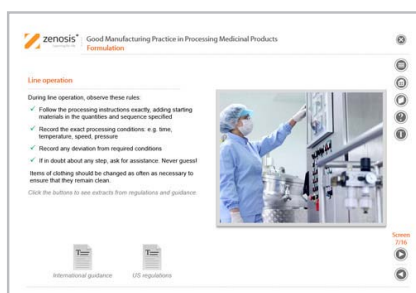 zenosis
Good Manufacturing Practice in Processing Medicinal Products
Formulation
Line operation
During line operation, observe these rules:
✓ Follow the processing instructions exactly, adding starting
materials in the quantities and sequence specified
✓ Record the exact processing conditions: e.g. time,
temperature, speed, pressure
✓ Record any deviation from required conditions
✓ If in doubt about any step, ask for assistance. Never guess!
Items of clothing should be changed as often as necessary to
ensure that they remain clean.
Click the buttons to see extracts from regulations and guidance.
International guidance
US regulations
Screen
7/16